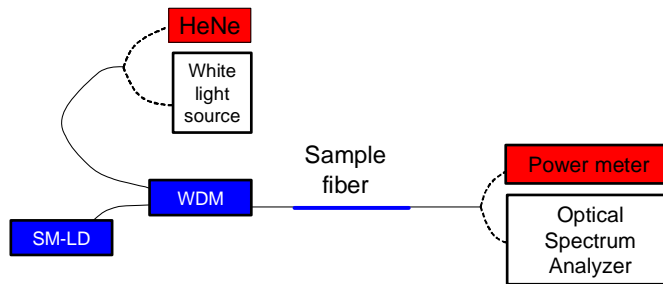 HeNe
White
light
source
Sample
fiber
WDM
SM-LD
Power meter
Optical
Spectrum
Analyzer